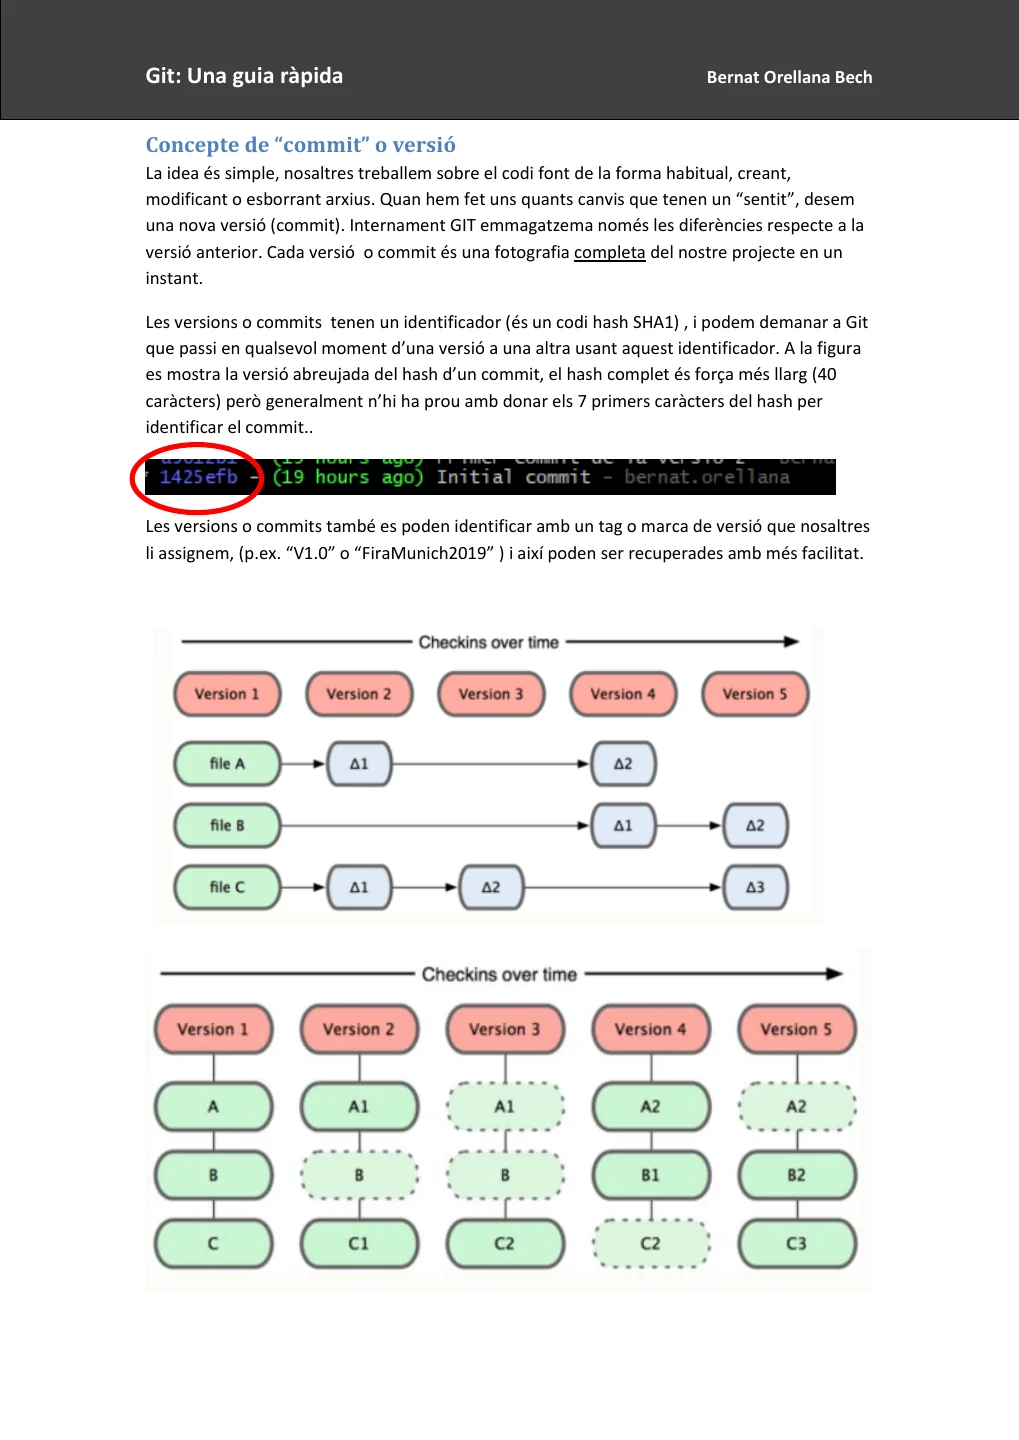 Git: Una guia ràpida
Bernat Orellana Bech
Concepte de “commit” o versió
La idea és simple, nosaltres treballem sobre el codi font de la forma habitual, creant,
modificant o esborrant arxius. Quan hem fet uns quants canvis que tenen un “sentit”, desem
una nova versió (commit). Internament GIT emmagatzema només les diferències respecte a la
versió anterior. Cada versió  o commit és una fotografia completa del nostre projecte en un
instant.
Les versions o commits  tenen un identificador (és un codi hash SHA1) , i podem demanar a Git
que passi en qualsevol moment d’una versió a una altra usant aquest identificador. A la figura
es mostra la versió abreujada del hash d’un commit, el hash complet és força més llarg (40
caràcters) però generalment n’hi ha prou amb donar els 7 primers caràcters del hash per
identificar el commit..
(19 hours ago) Primer commit de la versió 2
* 1425efb – (19 hours ago) Initial commit – bernat.orellana
Les versions o commits també es poden identificar amb un tag o marca de versió que nosaltres
li assignem, (p.ex. “V1.0” o “FiraMunich2019” ) i així poden ser recuperades amb més facilitat.
Checkins over time
Version 1 Version 2 Version 3 Version 4 Version 5
file A Δ1 Δ2
file B Δ1 Δ2
file C Δ1 Δ2 Δ3
Checkins over time
Version 1 Version 2 Version 3 Version 4 Version 5
A A1 A1 A2 A2
B B B B1 B2
C C1 C2 C2 C3